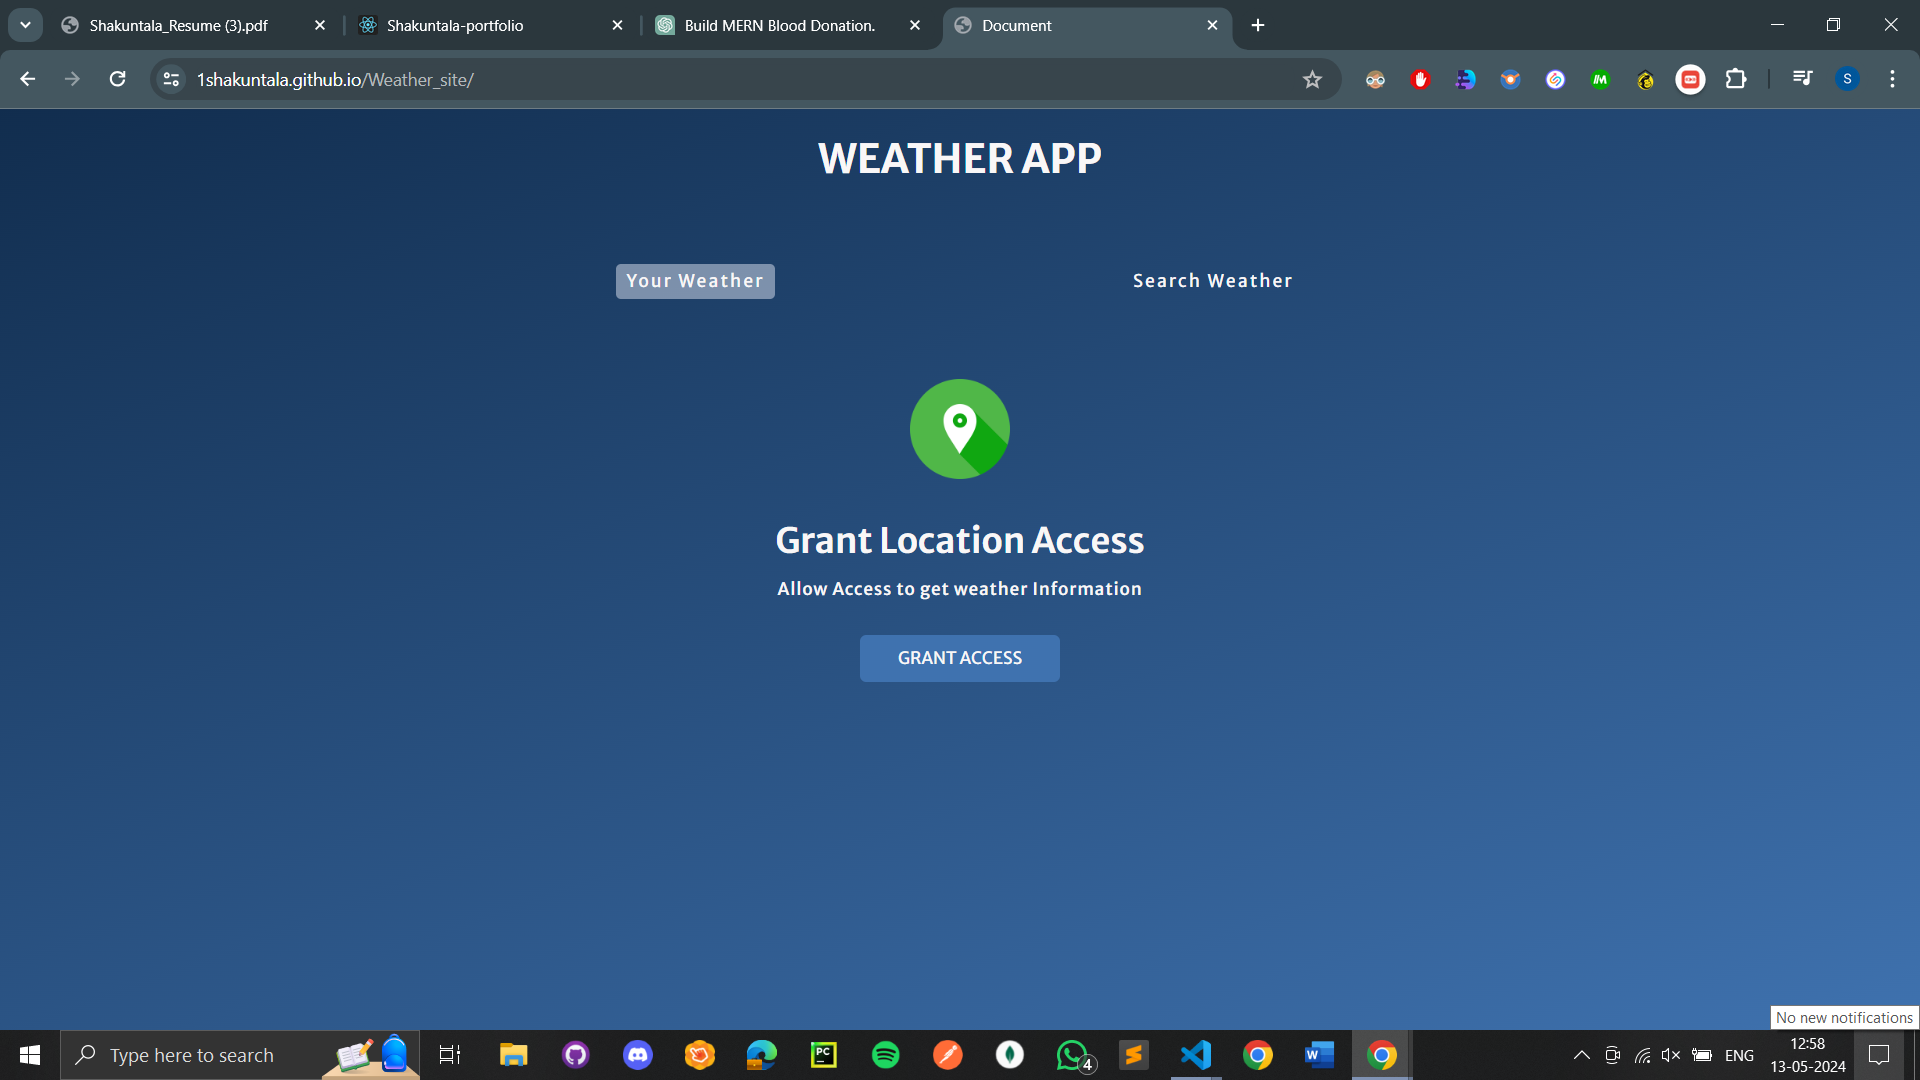 Shakuntala_Resume (3).pdf
Shakuntala-portfolio
Build MERN Blood Donation.
Document
1shakuntala.github.io/Weather_site/
S
WEATHER APP
Your Weather
Search Weather
Grant Location Access
Allow Access to get weather Information
GRANT ACCESS
No new notifications
Type here to search
PC
4
W
ENG
12:58
13-05-2024